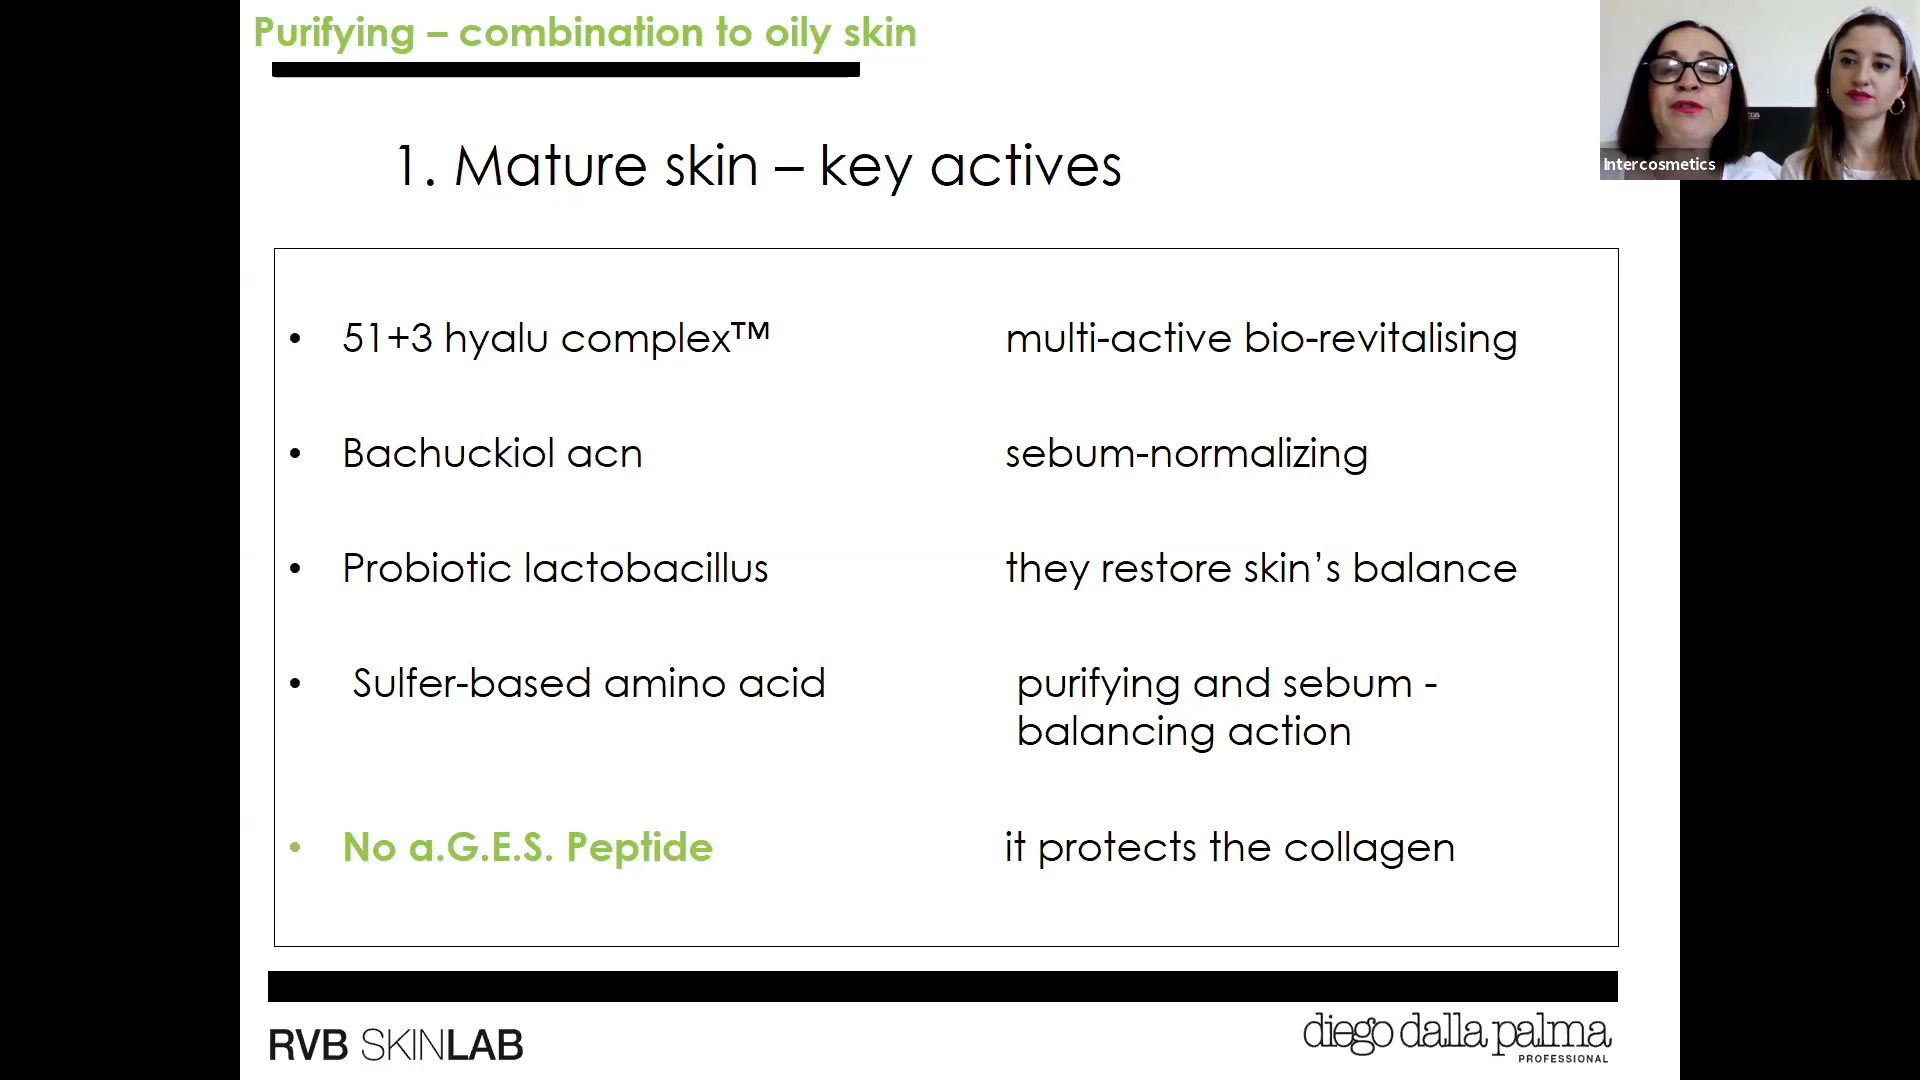 Purifying – combination to oily skin
Intercosmetics
1. Mature skin – key actives
• 51+3 hyalu complex™ multi-active bio-revitalising
• Bachuckiol acn sebum-normalizing
• Probiotic lactobacillus they restore skin’s balance
• Sulfer-based amino acid purifying and sebum -
balancing action
• No a.G.E.S. Peptide it protects the collagen
RVB SKINLAB
diego dalla palma
PROFESSIONAL